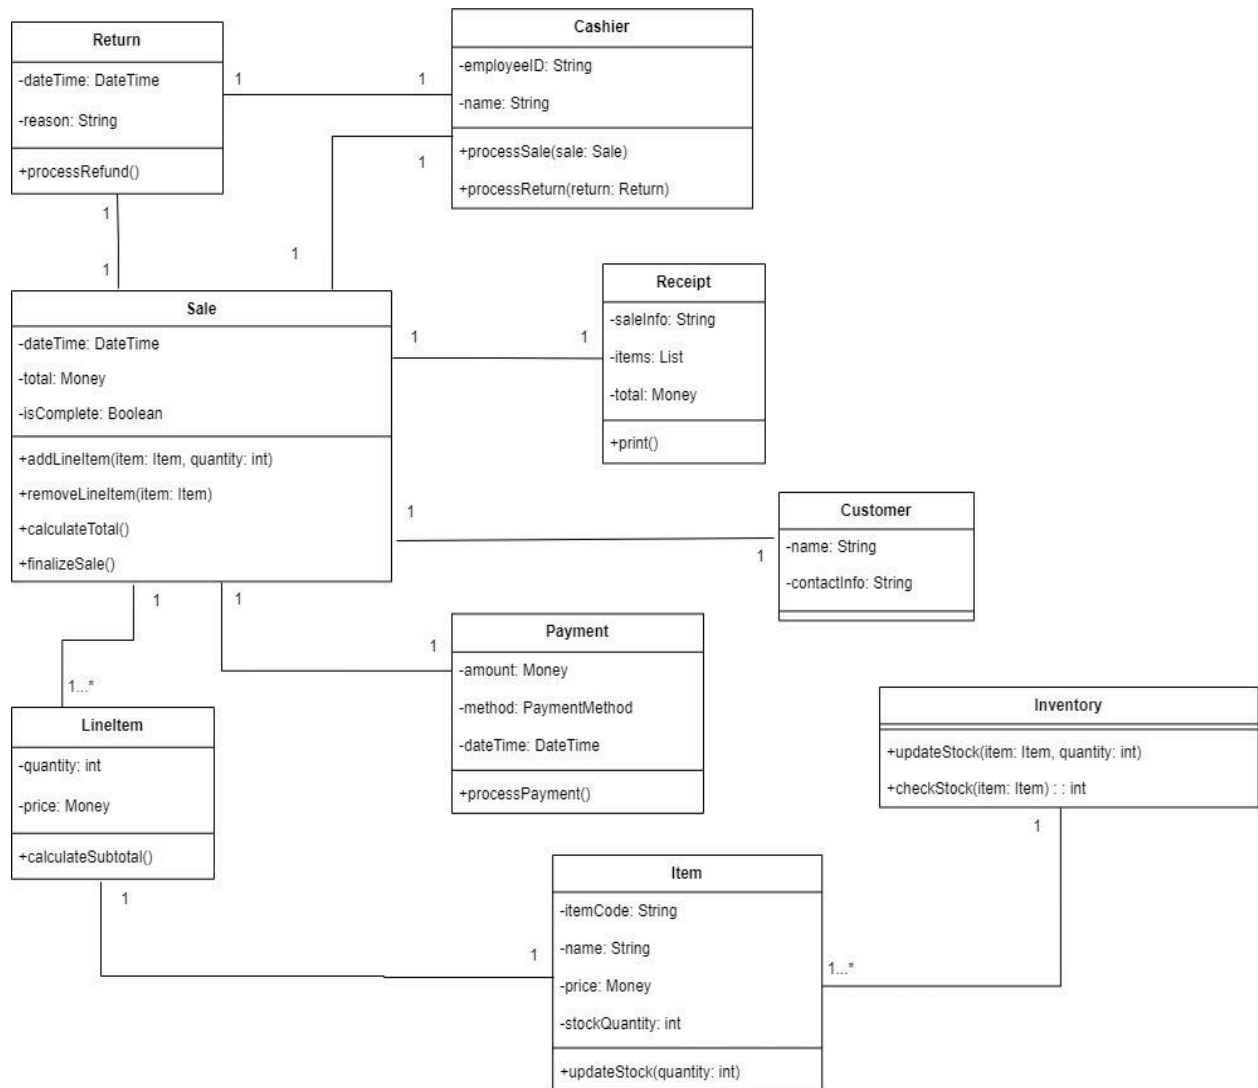 Return
-dateTime: DateTime
-reason: String
+processRefund()
1
1
Cashier
-employeeID: String
-name: String
+processSale(sale: Sale)
+processReturn(return: Return)
1
1
1
1
Sale
-dateTime: DateTime
-total: Money
-isComplete: Boolean
+addLineItem(item: Item, quantity: int)
+removeLineItem(item: Item)
+calculateTotal()
+finalizeSale()
1
1
Receipt
-saleInfo: String
-items: List
-total: Money
+print()
1
1
Customer
-name: String
-contactInfo: String
1
1
1
Payment
-amount: Money
-method: PaymentMethod
-dateTime: DateTime
+processPayment()
1...*
LineItem
-quantity: int
-price: Money
+calculateSubtotal()
Inventory
+updateStock(item: Item, quantity: int)
+checkStock(item: Item) : : int
1
1
1
1...*
Item
-itemCode: String
-name: String
-price: Money
-stockQuantity: int
+updateStock(quantity: int)